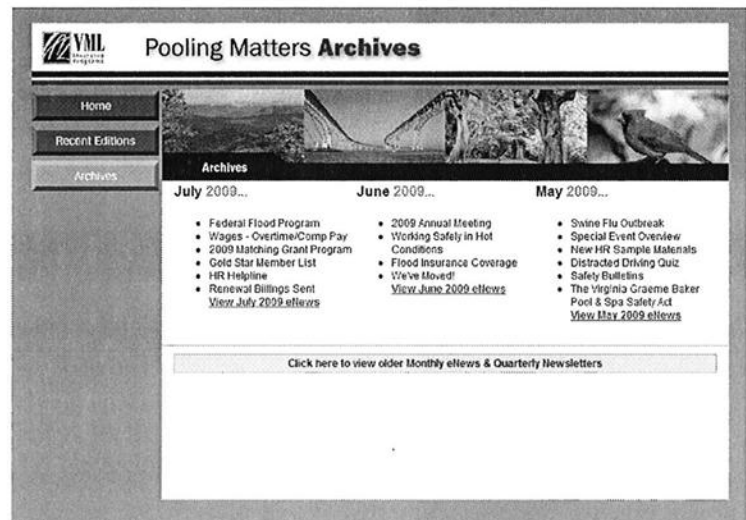 VML
Insurance
Programs
Pooling Matters Archives
Home
Recent Editions
Archives
Archives
July 2009...
Federal Flood Program
Wages - Overtime/Comp Pay
2009 Matching Grant Program
Gold Star Member List
HR Helpline
Renewal Billings Sent
View July 2009 eNews
June 2009...
2009 Annual Meeting
Working Safely in Hot
Conditions
Flood Insurance Coverage
We've Moved!
View June 2009 eNews
May 2009...
Swine Flu Outbreak
Special Event Overview
New HR Sample Materials
Distracted Driving Quiz
Safety Bulletins
The Virginia Graeme Baker
Pool & Spa Safety Act
View May 2009 eNews
Click here to view older Monthly eNews & Quarterly Newsletters